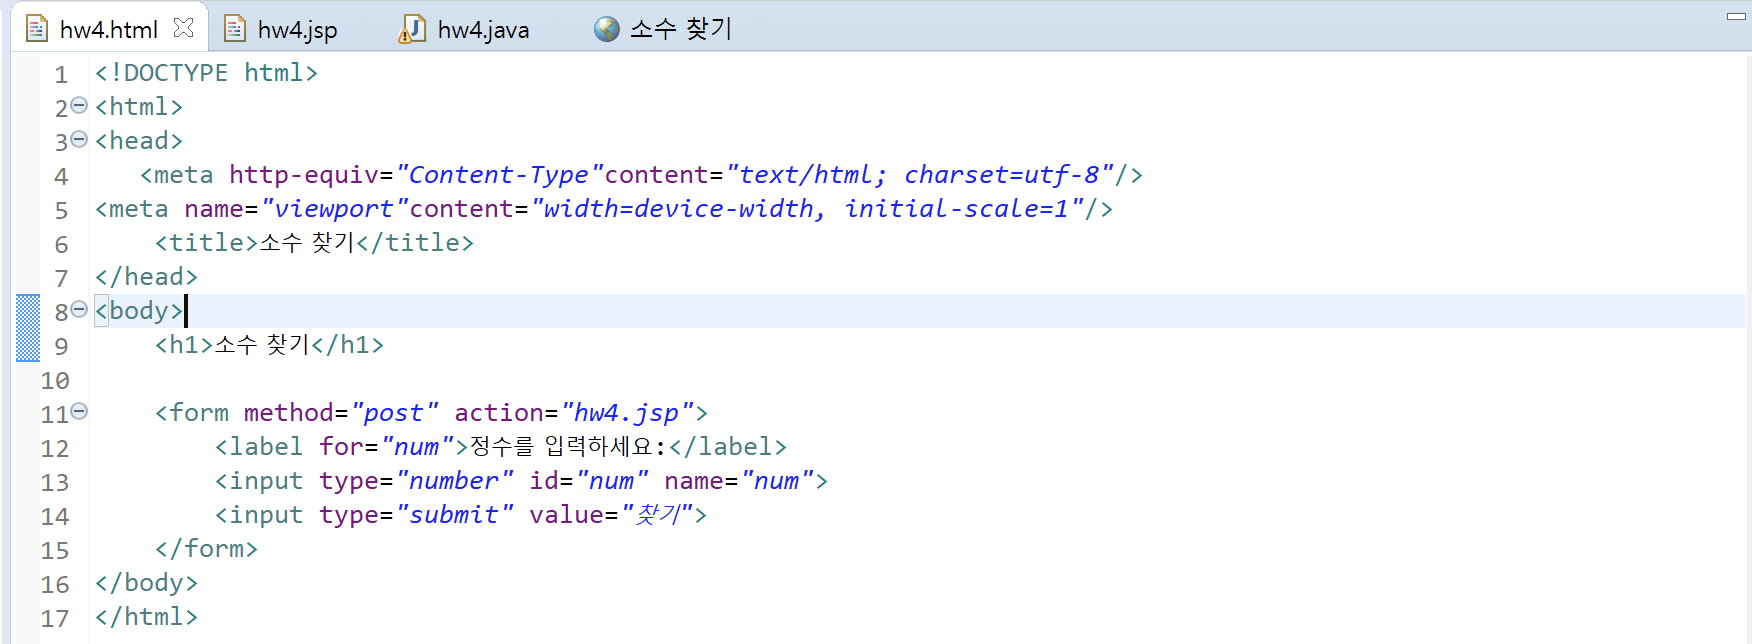 hw4.html hw4.jsp hw4.java 소수 찾기
1 <!DOCTYPE html>
2 <html>
3 <head>
4 <meta http-equiv="Content-Type"content="text/html; charset=utf-8"/>
5 <meta name="viewport"content="width=device-width, initial-scale=1"/>
6 <title>소수 찾기</title>
7 </head>
8 <body>
9 <h1>소수 찾기</h1>
10
11 <form method="post" action="hw4.jsp">
12 <label for="num">정수를 입력하세요:</label>
13 <input type="number" id="num" name="num">
14 <input type="submit" value="찾기">
15 </form>
16 </body>
17 </html>